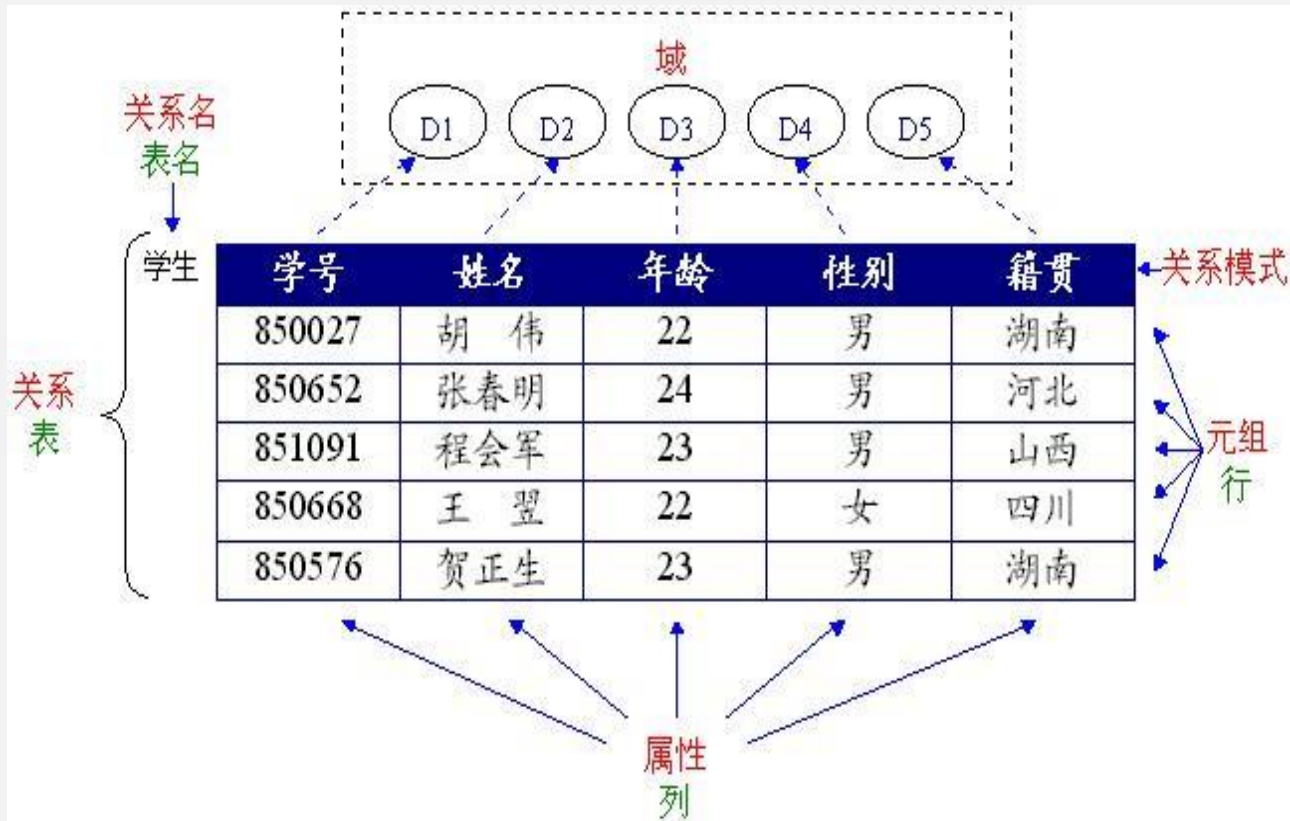 域
D1 D2 D3 D4 D5
关系名
表名
学生
学号 姓名 年龄 性别 籍贯
关系模式
850027 胡 伟 22 男 湖南
850652 张春明 24 男 河北
851091 程会军 23 男 山西
850668 王 翌 22 女 四川
850576 贺正生 23 男 湖南
关系
表
元组
行
属性
列